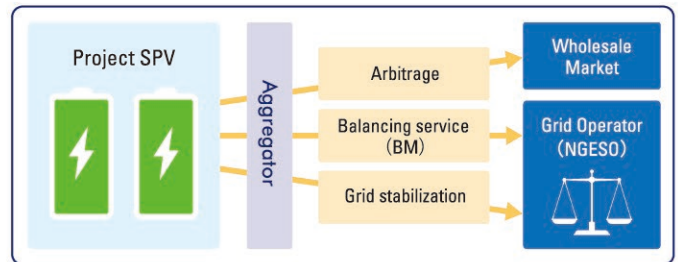 Project SPV
Aggregator
Arbitrage
Balancing service
（BM）
Grid stabilization
Wholesale
Market
Grid Operator
（NGESO）